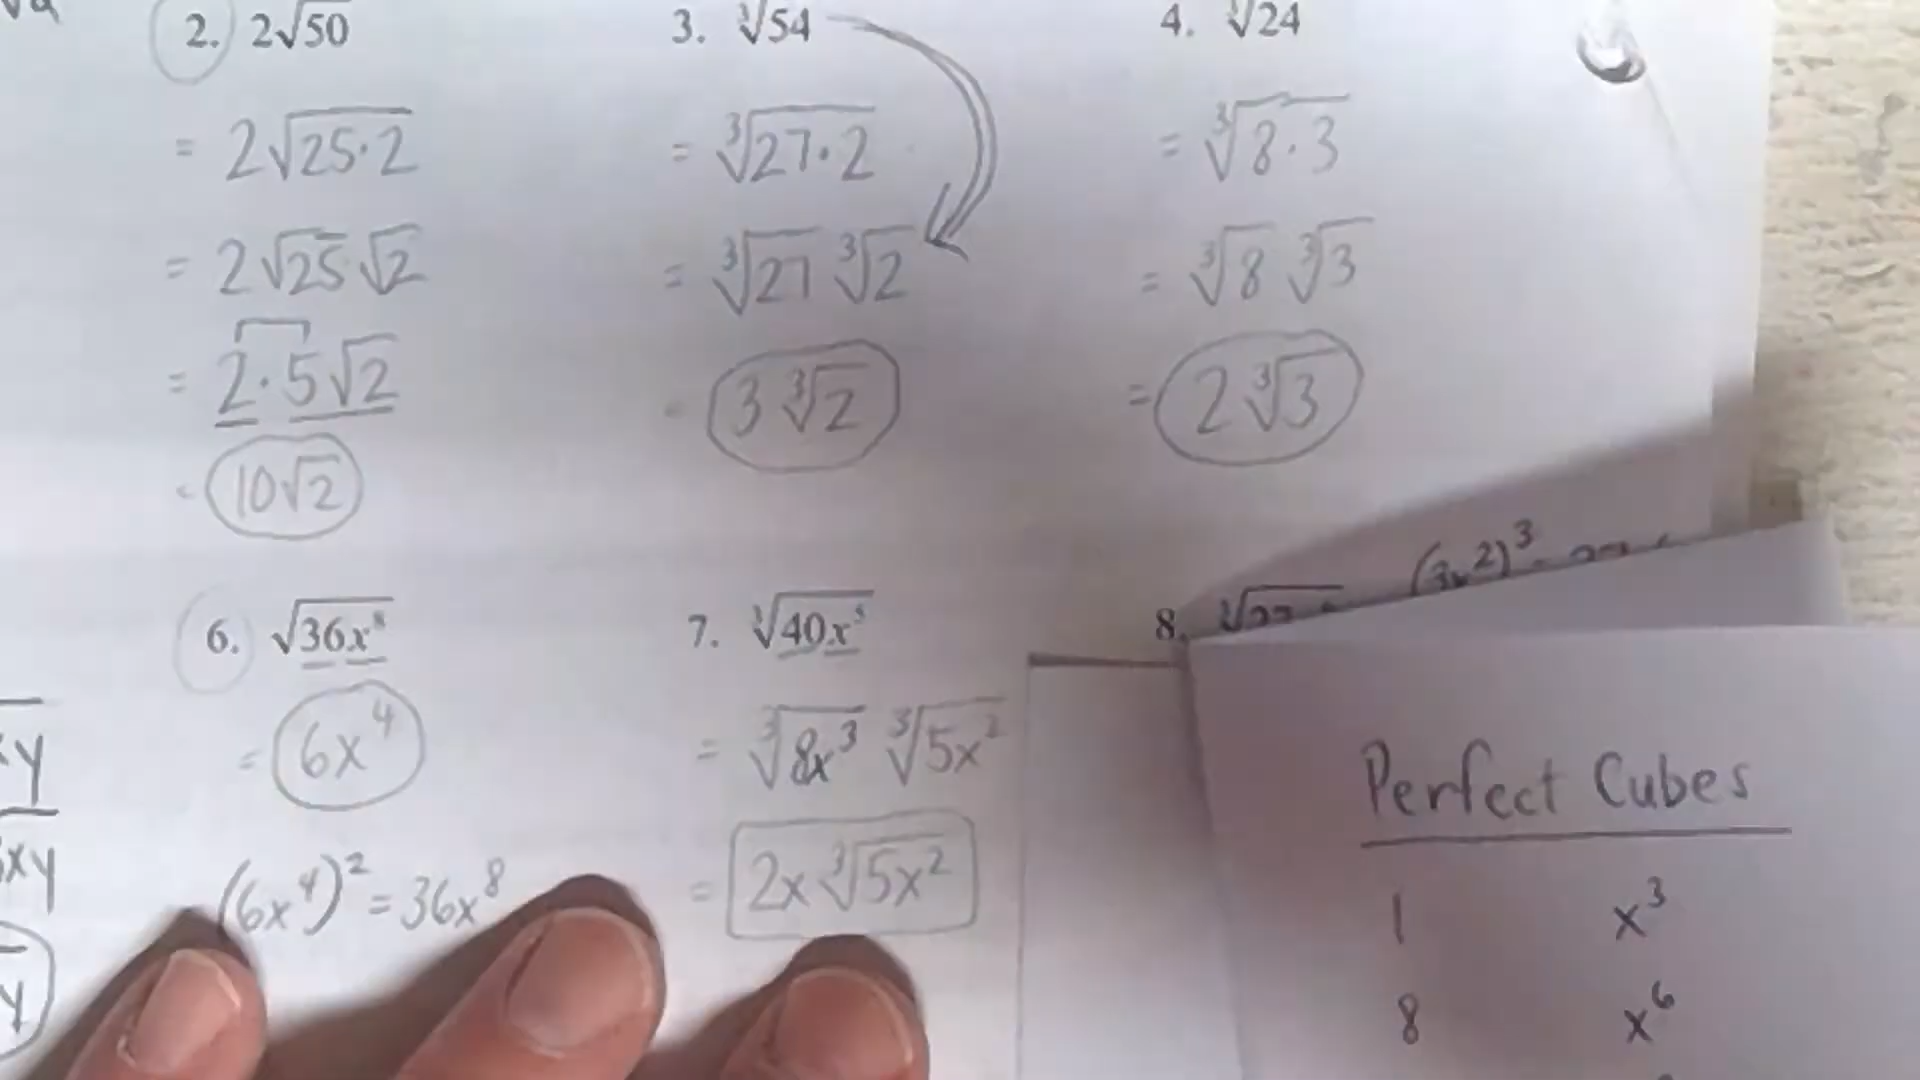 2. 2√50
= 2√25·2
= 2√25 √2
= 2·5√2
= 10√2
3. ∛54
= ∛27·2
= ∛27 ∛2
= 3∛2
4. ∛24
= ∛8·3
= ∛8 ∛3
= 2∛3
6. √36x⁸
= 6x⁴
(6x⁴)² = 36x⁸
7. ∛40x⁵
= ∛8x³ ∛5x²
= 2x∛5x²
8.
xy
y
Perfect Cubes
1 x³
8 x⁶